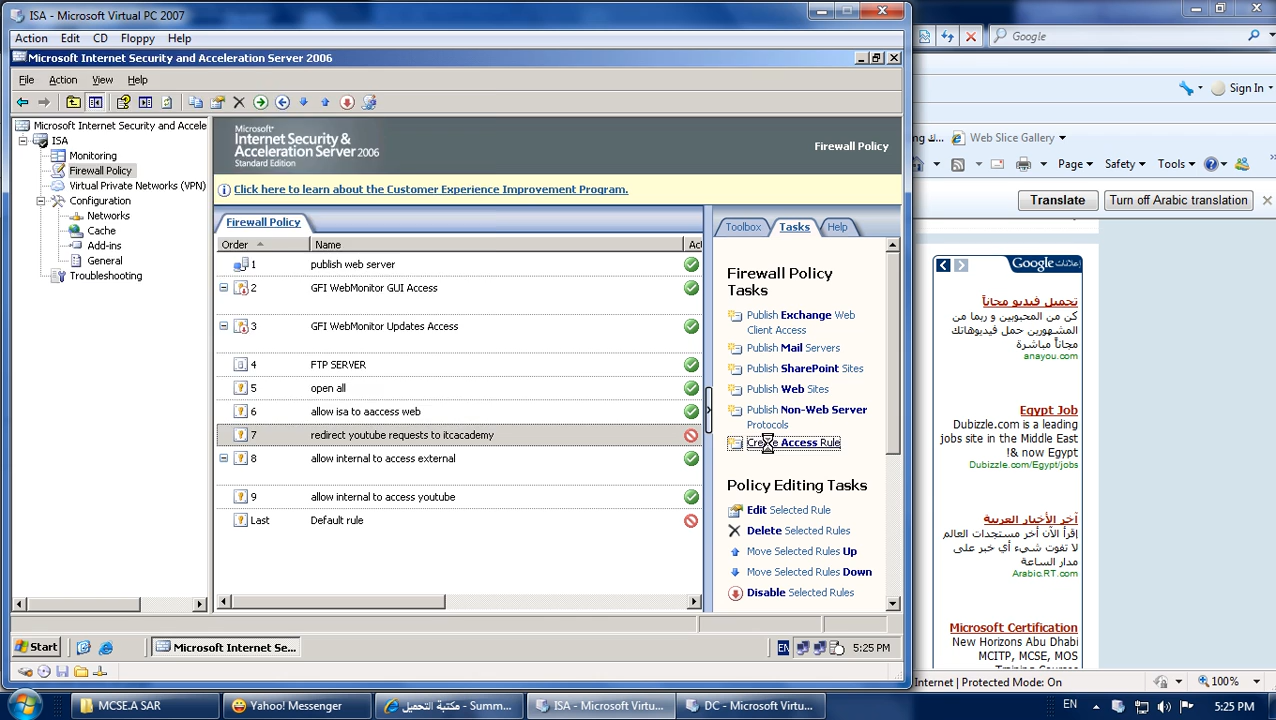 ISA - Microsoft Virtual PC 2007
Action Edit CD Floppy Help
Microsoft Internet Security and Acceleration Server 2006
File Action View Help
Microsoft Internet Security and Accele
ISA
Monitoring
Firewall Policy
Virtual Private Networks (VPN)
Configuration
Networks
Cache
Add-ins
General
Troubleshooting
Microsoft
Internet Security &
Acceleration Server 2006
Standard Edition
Firewall Policy
Click here to learn about the Customer Experience Improvement Program.
Firewall Policy
Order Name Act
1 publish web server
2 GFI WebMonitor GUI Access
3 GFI WebMonitor Updates Access
4 FTP SERVER
5 open all
6 allow isa to aaccess web
7 redirect youtube requests to itcacademy
8 allow internal to access external
9 allow internal to access youtube
Last Default rule
Toolbox Tasks Help
Firewall Policy
Tasks
Publish Exchange Web
Client Access
Publish Mail Servers
Publish SharePoint Sites
Publish Web Sites
Publish Non-Web Server
Protocols
Create Access Rule
Policy Editing Tasks
Edit Selected Rule
Delete Selected Rules
Move Selected Rules Up
Move Selected Rules Down
Disable Selected Rules
Start Microsoft Internet Se... EN 5:25 PM
Google
Sign In
Web Slice Gallery
Page Safety Tools
Translate Turn off Arabic translation
إعلانات Google
تحميل فيديو مجاناً
كن من المحبوبين و ربما من
المشهورين حمل فيديوهاتك
مجاناً مباشرة
anayou.com
Egypt Job
Dubizzle.com is a leading
jobs site in the Middle East
& now Egypt!
Dubizzle.com/Egypt/jobs
آخر الأخبار العربية
إقرأ الآن آخر مستجدات العالم
لا تفوت شيء أي خبر على
مدار الساعة
Arabic.RT.com
Microsoft Certification
New Horizons Abu Dhabi
MCITP, MCSE, MOS
Internet | Protected Mode: On 100%
MCSE.A SAR Yahoo! Messenger مكتبة التحميل - Summ... ISA - Microsoft Virtu... DC - Microsoft Virtu... EN 5:25 PM